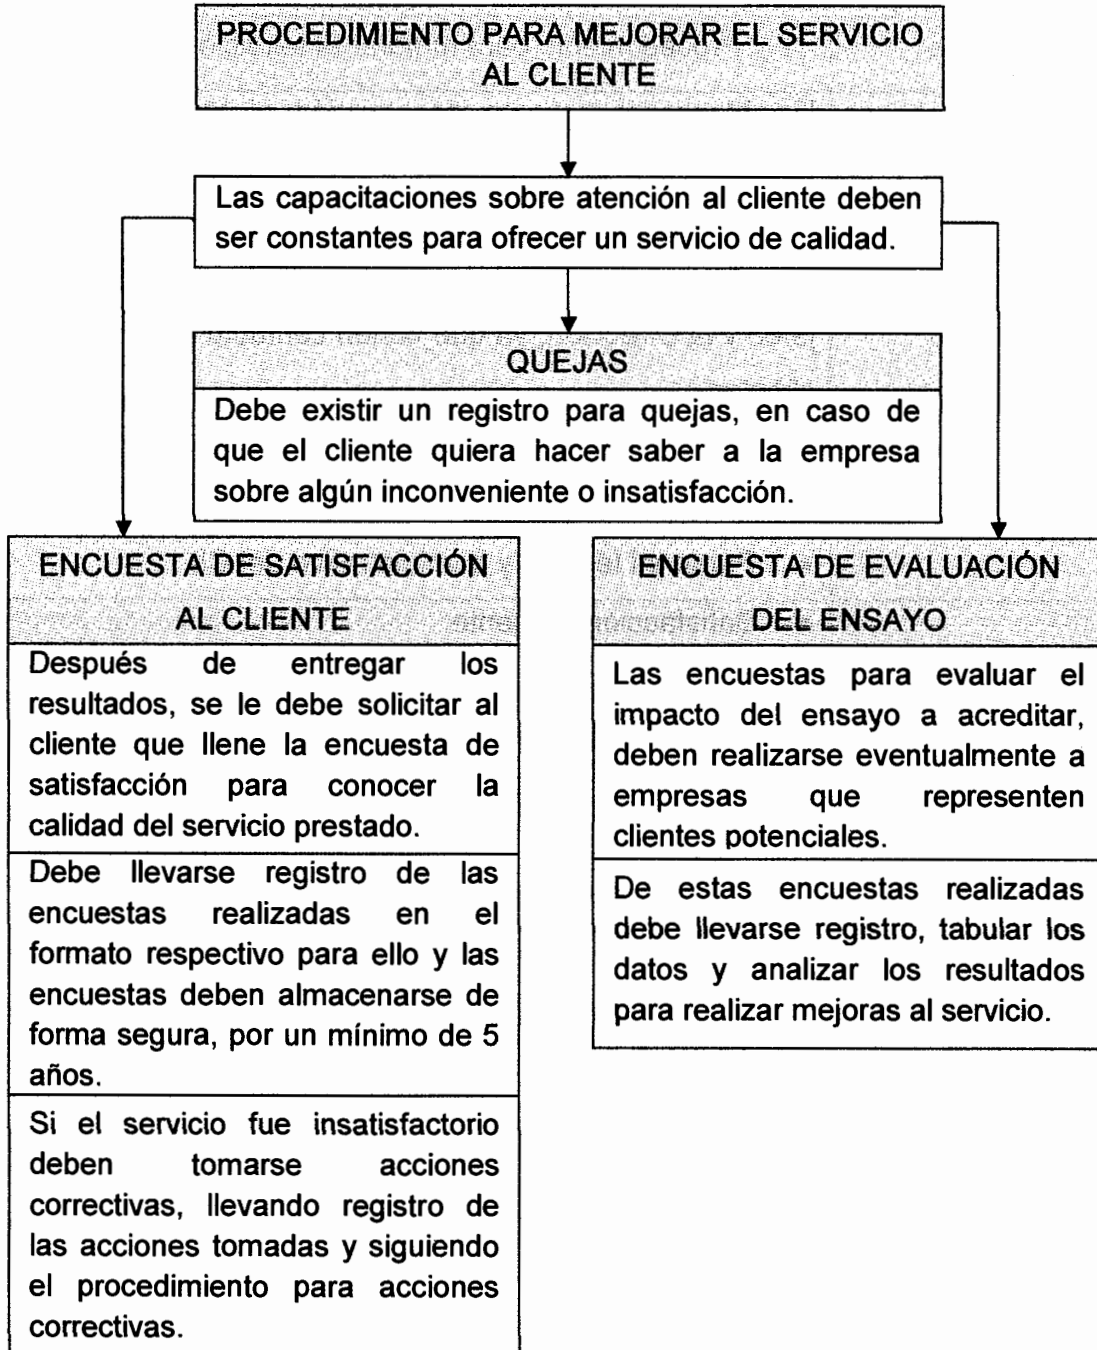 PROCEDIMIENTO PARA MEJORAR EL SERVICIO
AL CLIENTE
Las capacitaciones sobre atención al cliente deben
ser constantes para ofrecer un servicio de calidad.
QUEJAS
Debe existir un registro para quejas, en caso de
que el cliente quiera hacer saber a la empresa
sobre algún inconveniente o insatisfacción.
ENCUESTA DE SATISFACCIÓN
AL CLIENTE
Después de entregar los
resultados, se le debe solicitar al
cliente que llene la encuesta de
satisfacción para conocer la
calidad del servicio prestado.
Debe llevarse registro de las
encuestas realizadas en el
formato respectivo para ello y las
encuestas deben almacenarse de
forma segura, por un mínimo de 5
años.
Si el servicio fue insatisfactorio
deben tomarse acciones
correctivas, llevando registro de
las acciones tomadas y siguiendo
el procedimiento para acciones
correctivas.
ENCUESTA DE EVALUACIÓN
DEL ENSAYO
Las encuestas para evaluar el
impacto del ensayo a acreditar,
deben realizarse eventualmente a
empresas que representen
clientes potenciales.
De estas encuestas realizadas
debe llevarse registro, tabular los
datos y analizar los resultados
para realizar mejoras al servicio.